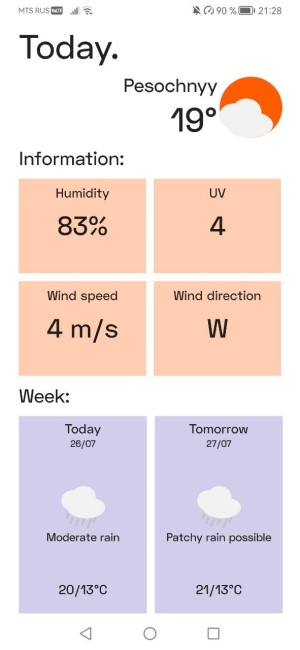 MTS RUS VoLTE 90 % 21:28
Today.
Pesochnyy
19°
Information:
Humidity
83%
UV
4
Wind speed
4 m/s
Wind direction
W
Week:
Today
26/07
Moderate rain
20/13°C
Tomorrow
27/07
Patchy rain possible
21/13°C